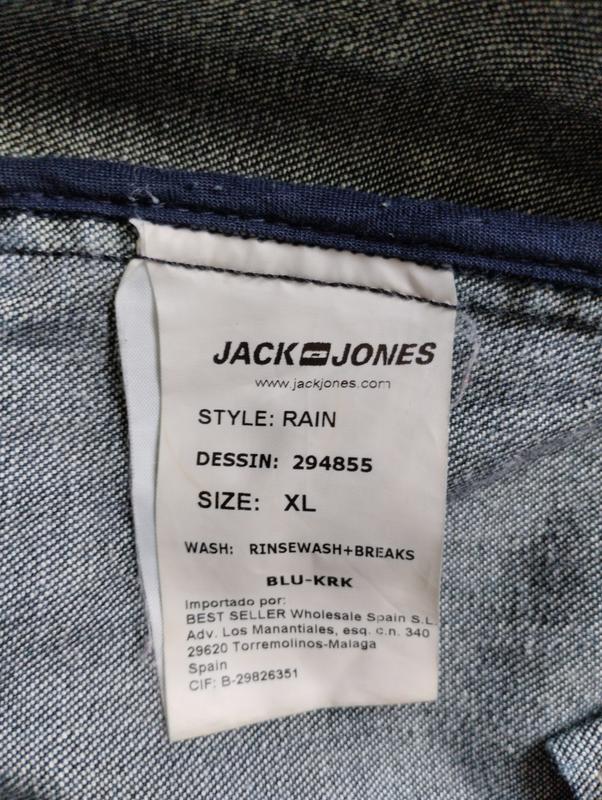 JACK JONES
www.jackjones.com
STYLE: RAIN
DESSIN: 294855
SIZE: XL
WASH: RINSEWASH+BREAKS
BLU-KRK
Importado por:
BEST SELLER Wholesale Spain S.L.
Adv. Los Manantiales, esq. c.n. 340
29620 Torremolinos-Malaga
Spain
CIF: B-29826351